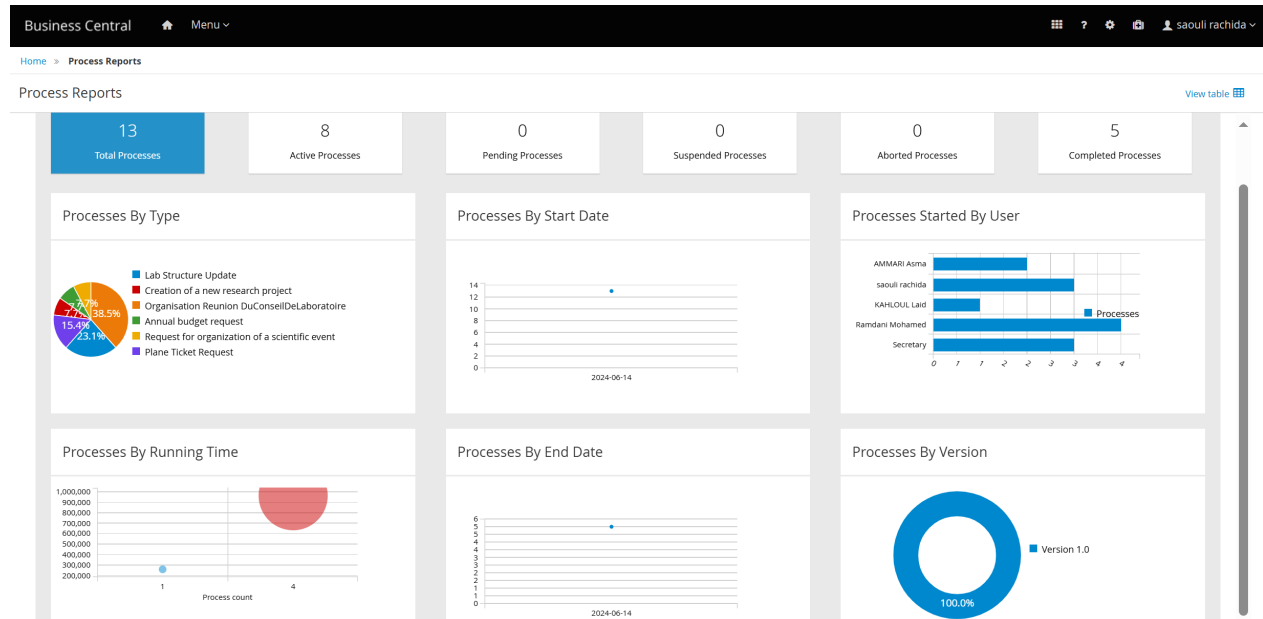 Business Central Menu ? saouli rachida
Home » Process Reports
Process Reports View table
13 8 0 0 0 5
Total Processes Active Processes Pending Processes Suspended Processes Aborted Processes Completed Processes
Processes By Type
Lab Structure Update
Creation of a new research project
Organisation Reunion DuConseilDeLaboratoire
Annual budget request
Request for organization of a scientific event
Plane Ticket Request
38.5%
15.4%
23.1%
Processes By Start Date
14
12
10
8
6
4
2
0
2024-06-14
Processes Started By User
AMMARI Asma
saouli rachida
KAHLOUL Laid
Ramdani Mohamed
Secretary
Processes
0 1 1 2 2 3 3 4 4
Processes By Running Time
1,000,000
900,000
800,000
700,000
600,000
500,000
400,000
300,000
200,000
1 4
Process count
Processes By End Date
6
5
5
4
4
3
3
2
2
1
1
0
2024-06-14
Processes By Version
Version 1.0
100.0%